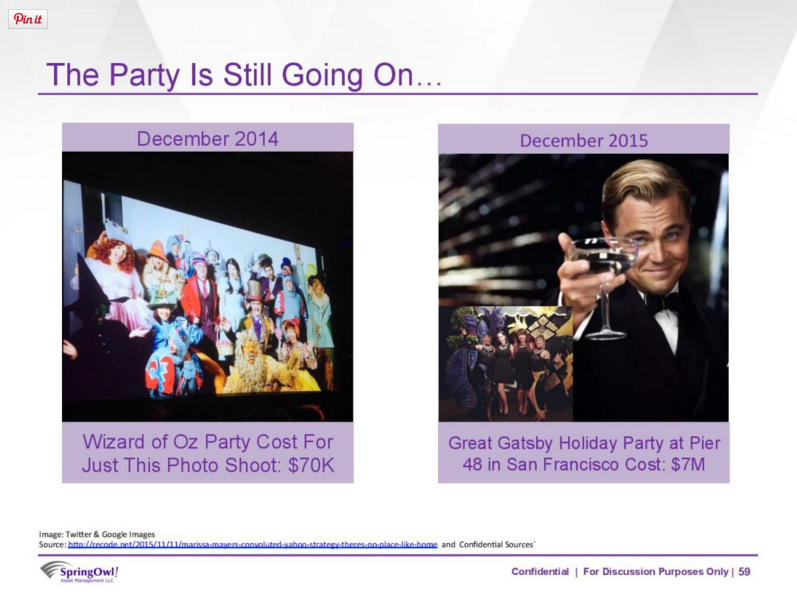 Pin it
The Party Is Still Going On…
December 2014
December 2015
Wizard of Oz Party Cost For
Just This Photo Shoot: $70K
Great Gatsby Holiday Party at Pier
48 in San Francisco Cost: $7M
Image: Twitter & Google Images
Source: http://recode.net/2015/11/11/marissa-mayers-convoluted-yahoo-strategy-theres-no-place-like-home and Confidential Sources`
SpringOwl!
Asset Management LLC
Confidential | For Discussion Purposes Only | 59